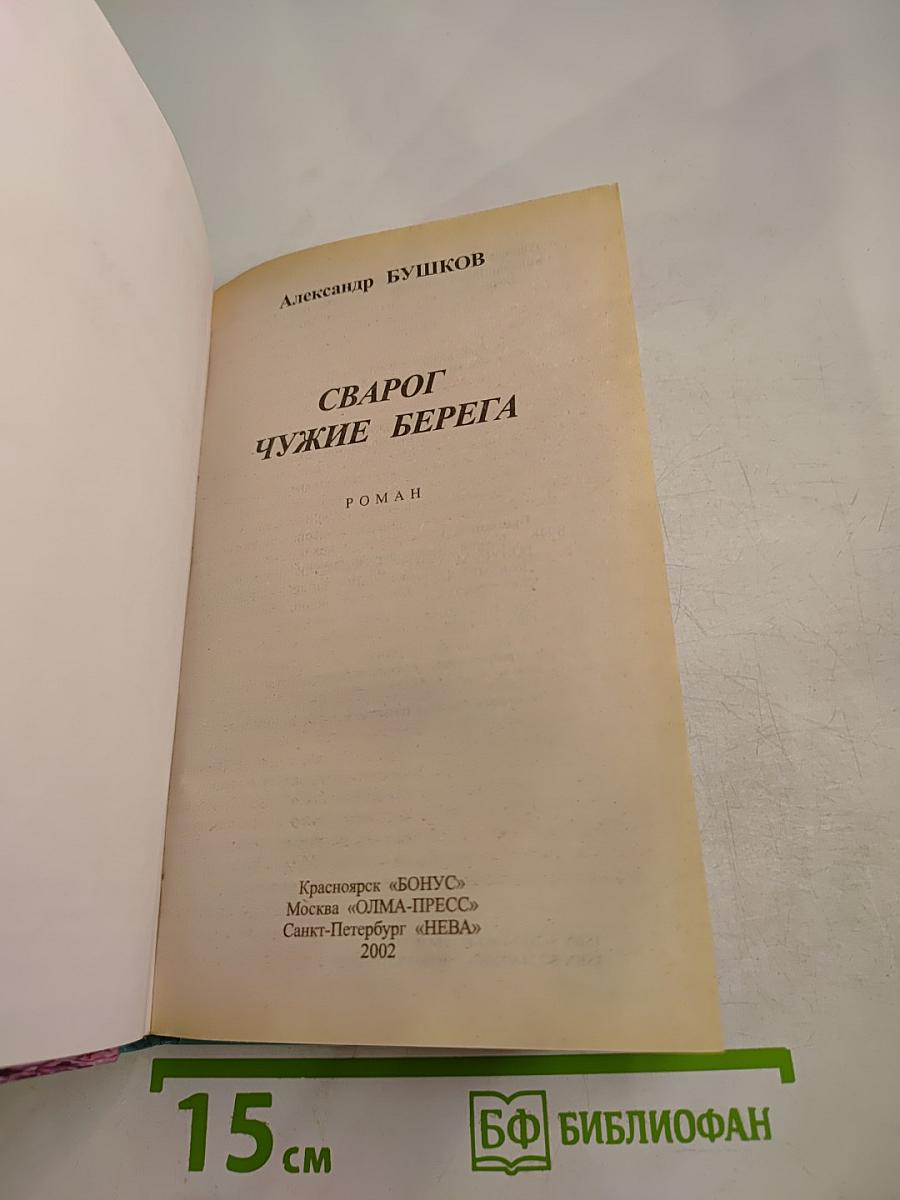 Александр БУШКОВ
СВАРОГ
ЧУЖИЕ БЕРЕГА
РОМАН
Красноярск «БОНУС»
Москва «ОЛМА-ПРЕСС»
Санкт-Петербург «НЕВА»
2002
15 см
БФ БИБЛИОФАН